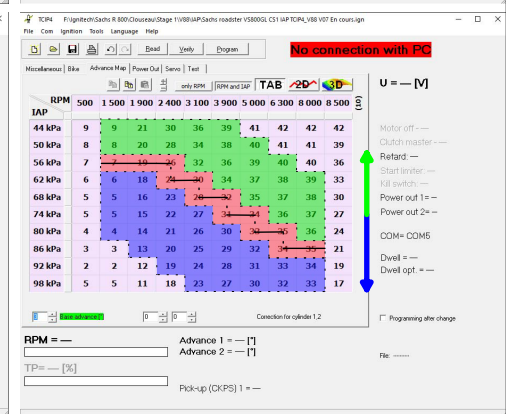 TCIP4    F:\Ignitech\Sachs R 800\Clouseau\Stage 1\V88\IAP\Sachs roadster VS800GL CS1 IAP TCIP4_V88 V07 En cours.ign
File Com Ignition Tools Language Help
Read Verify Program
No connection with PC
Miscellaneous Bike Advance Map Power Out Servo Test
only RPM RPM and IAP TAB 2D 3D
U = — [V]
RPM 500 1 500 1 900 2 400 3 100 3 900 5 000 6 300 8 000 8 500 (10)
IAP
44 kPa 9 9 21 30 36 39 41 42 42 42
50 kPa 8 8 20 28 34 38 40 41 41 39
56 kPa 7 7 19 26 32 36 39 40 40 36
62 kPa 6 6 18 24 30 34 37 38 39 33
68 kPa 5 5 16 23 28 32 35 37 38 30
74 kPa 5 5 15 22 27 31 34 36 37 27
80 kPa 4 4 14 21 26 30 33 35 36 24
86 kPa 3 3 13 20 25 29 32 34 35 21
92 kPa 2 2 12 19 24 28 31 33 34 19
98 kPa 5 5 11 18 23 27 30 32 33 17
Motor off - —
Clutch master - —
Retard: —
Start limiter: —
Kill switch: —
Power out 1= –
Power out 2= –
COM= COM5
Dwell = —
Dwell opt. = —
Base advance [°] 0 0 Correction for cylinder 1,2
Programming after change
RPM = —
Advance 1 = — [°]
Advance 2 = — [°]
TP= — [%]
Pick-up (CKPS) 1 = —
File: --------